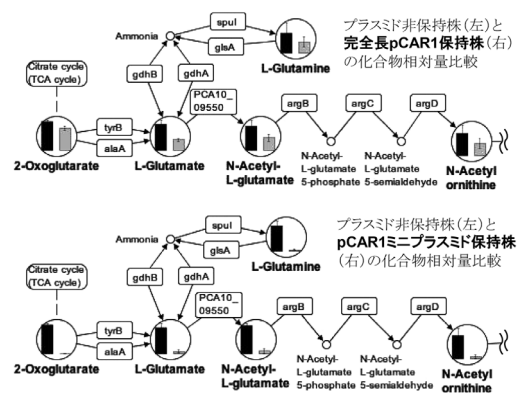 プラスミド非保持株(左)と
完全長pCAR1保持株(右)
の化合物相対量比較
spuI
glsA
Ammonia
L-Glutamine
Citrate cycle
(TCA cycle)
gdhB
gdhA
PCA10_
09550
argB
argC
argD
tyrB
alaA
2-Oxoglutarate
L-Glutamate
N-Acetyl-
L-glutamate
N-Acetyl-
L-glutamate
5-phosphate
N-Acetyl-
L-glutamate
5-semialdehyde
N-Acetyl
ornithine
プラスミド非保持株(左)と
pCAR1ミニプラスミド保持株
(右)の化合物相対量比較
spuI
glsA
Ammonia
L-Glutamine
Citrate cycle
(TCA cycle)
gdhB
gdhA
PCA10_
09550
argB
argC
argD
tyrB
alaA
2-Oxoglutarate
L-Glutamate
N-Acetyl-
L-glutamate
N-Acetyl-
L-glutamate
5-phosphate
N-Acetyl-
L-glutamate
5-semialdehyde
N-Acetyl
ornithine